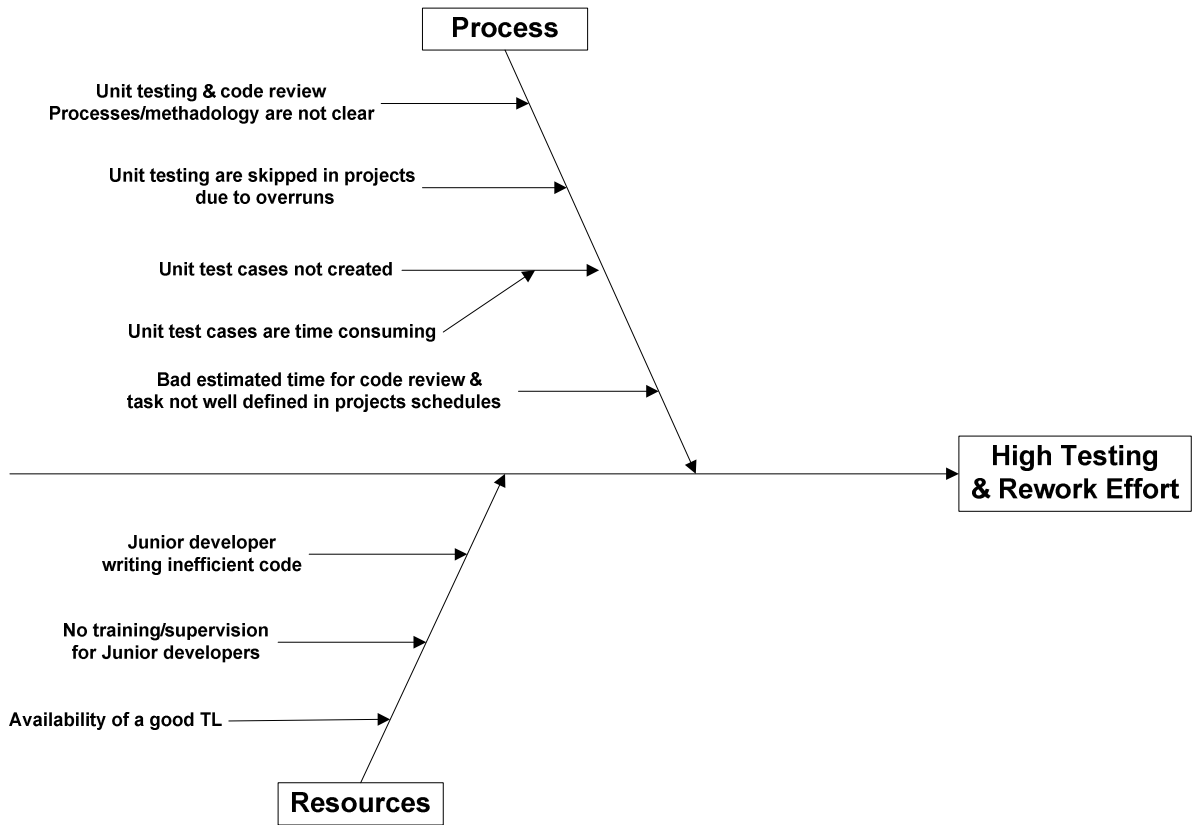 Process
Unit testing & code review
Processes/methadology are not clear
Unit testing are skipped in projects
due to overruns
Unit test cases not created
Unit test cases are time consuming
Bad estimated time for code review &
task not well defined in projects schedules
High Testing
& Rework Effort
Junior developer
writing inefficient code
No training/supervision
for Junior developers
Availability of a good TL
Resources